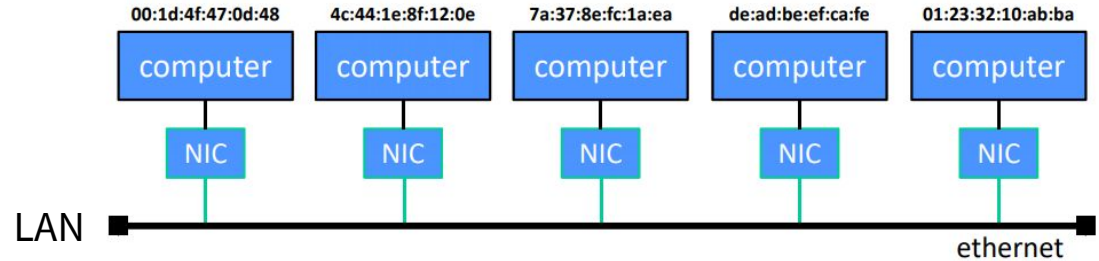 00:1d:4f:47:0d:48 4c:44:1e:8f:12:0e 7a:37:8e:fc:1a:ea de:ad:be:ef:ca:fe 01:23:32:10:ab:ba
computer computer computer computer computer
NIC NIC NIC NIC NIC
LAN
ethernet